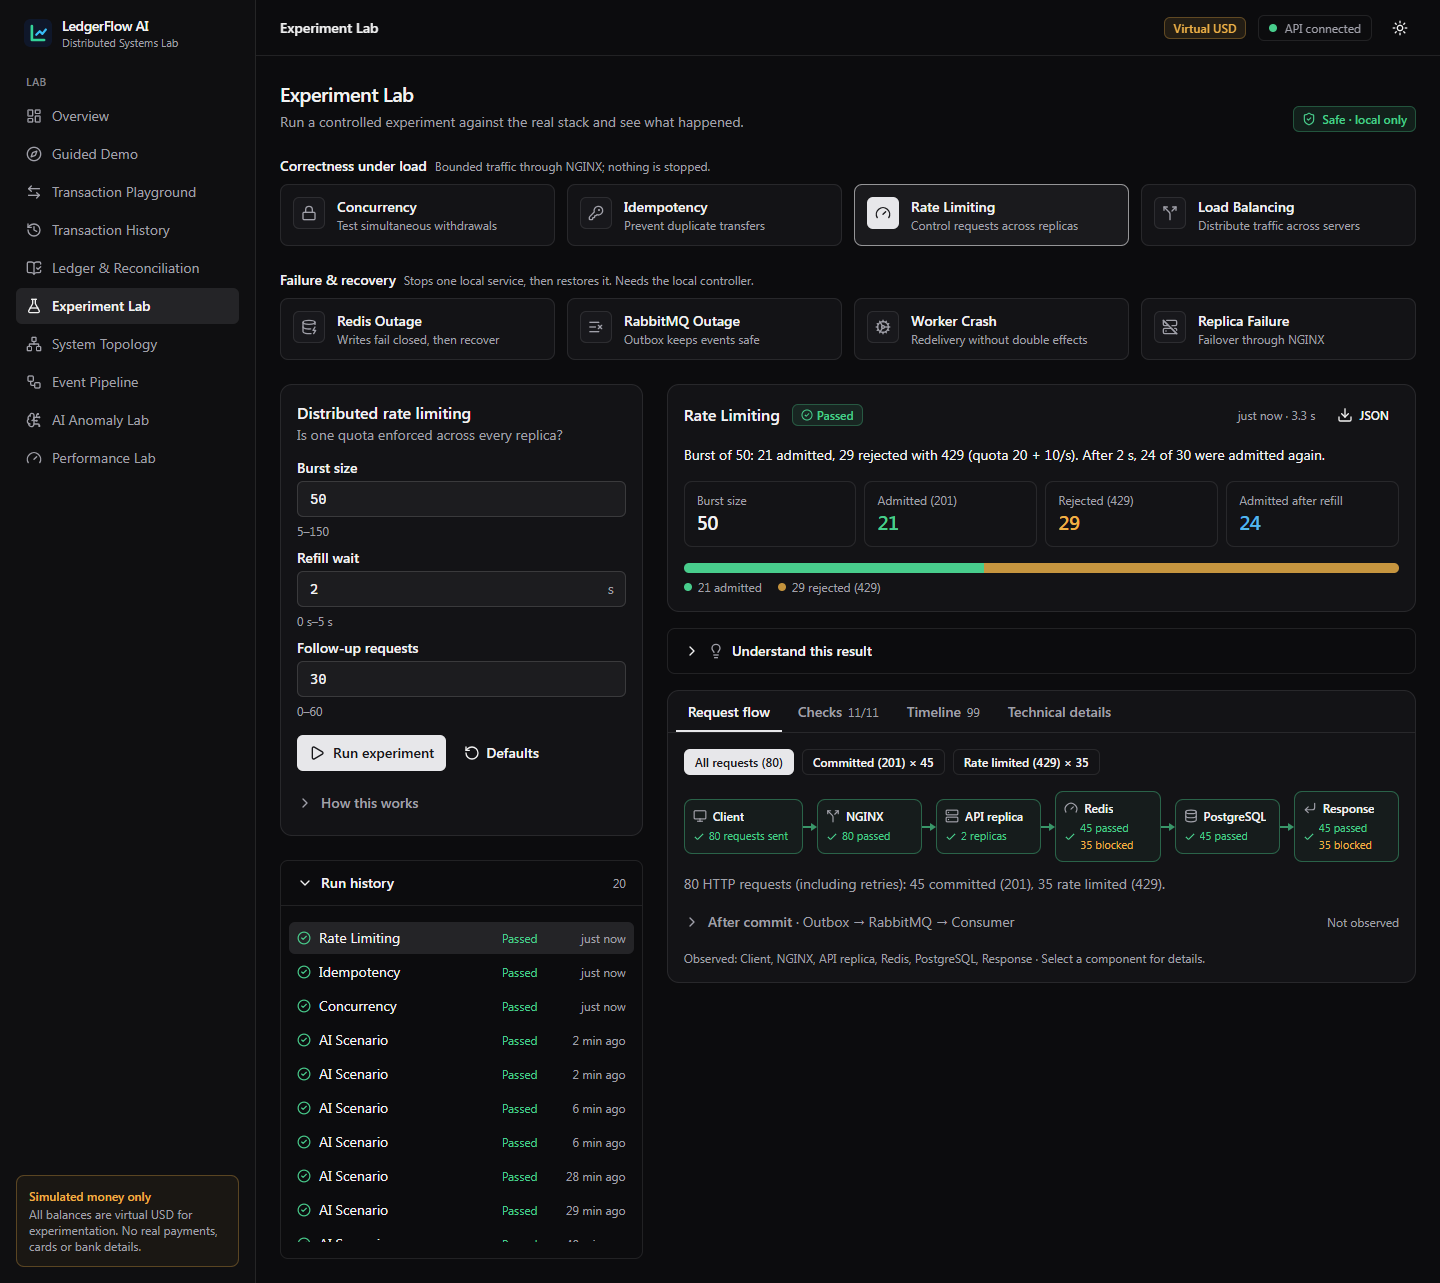 LedgerFlow AI
Distributed Systems Lab
LAB
Overview
Guided Demo
Transaction Playground
Transaction History
Ledger & Reconciliation
Experiment Lab
System Topology
Event Pipeline
AI Anomaly Lab
Performance Lab
Simulated money only
All balances are virtual USD for
experimentation. No real payments,
cards or bank details.
Experiment Lab
Virtual USD
API connected
Experiment Lab
Run a controlled experiment against the real stack and see what happened.
Safe · local only
Correctness under load Bounded traffic through NGINX; nothing is stopped.
Concurrency
Test simultaneous withdrawals
Idempotency
Prevent duplicate transfers
Rate Limiting
Control requests across replicas
Load Balancing
Distribute traffic across servers
Failure & recovery Stops one local service, then restores it. Needs the local controller.
Redis Outage
Writes fail closed, then recover
RabbitMQ Outage
Outbox keeps events safe
Worker Crash
Redelivery without double effects
Replica Failure
Failover through NGINX
Distributed rate limiting
Is one quota enforced across every replica?
Burst size
50
5–150
Refill wait
2 s
0 s–5 s
Follow-up requests
30
0–60
Run experiment
Defaults
How this works
Run history 20
Rate Limiting Passed just now
Idempotency Passed just now
Concurrency Passed just now
AI Scenario Passed 2 min ago
AI Scenario Passed 2 min ago
AI Scenario Passed 6 min ago
AI Scenario Passed 6 min ago
AI Scenario Passed 28 min ago
AI Scenario Passed 29 min ago
Rate Limiting Passed just now · 3.3 s JSON
Burst of 50: 21 admitted, 29 rejected with 429 (quota 20 + 10/s). After 2 s, 24 of 30 were admitted again.
Burst size
50
Admitted (201)
21
Rejected (429)
29
Admitted after refill
24
21 admitted 29 rejected (429)
Understand this result
Request flow Checks 11/11 Timeline 99 Technical details
All requests (80) Committed (201) × 45 Rate limited (429) × 35
Client
80 requests sent
NGINX
80 passed
API replica
2 replicas
Redis
45 passed
35 blocked
PostgreSQL
45 passed
Response
45 passed
35 blocked
80 HTTP requests (including retries): 45 committed (201), 35 rate limited (429).
After commit · Outbox → RabbitMQ → Consumer Not observed
Observed: Client, NGINX, API replica, Redis, PostgreSQL, Response · Select a component for details.